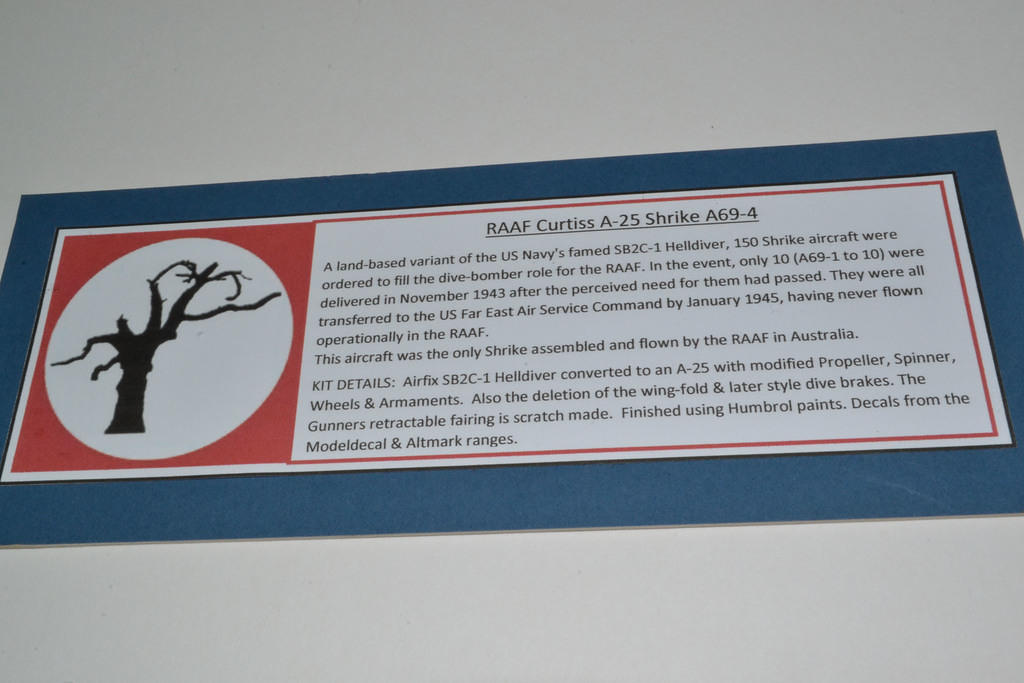 RAAF Curtiss A-25 Shrike A69-4
A land-based variant of the US Navy's famed SB2C-1 Helldiver, 150 Shrike aircraft were
ordered to fill the dive-bomber role for the RAAF. In the event, only 10 (A69-1 to 10) were
delivered in November 1943 after the perceived need for them had passed. They were all
transferred to the US Far East Air Service Command by January 1945, having never flown
operationally in the RAAF.
This aircraft was the only Shrike assembled and flown by the RAAF in Australia.
KIT DETAILS: Airfix SB2C-1 Helldiver converted to an A-25 with modified Propeller, Spinner,
Wheels & Armaments. Also the deletion of the wing-fold & later style dive brakes. The
Gunners retractable fairing is scratch made. Finished using Humbrol paints. Decals from the
Modeldecal & Altmark ranges.